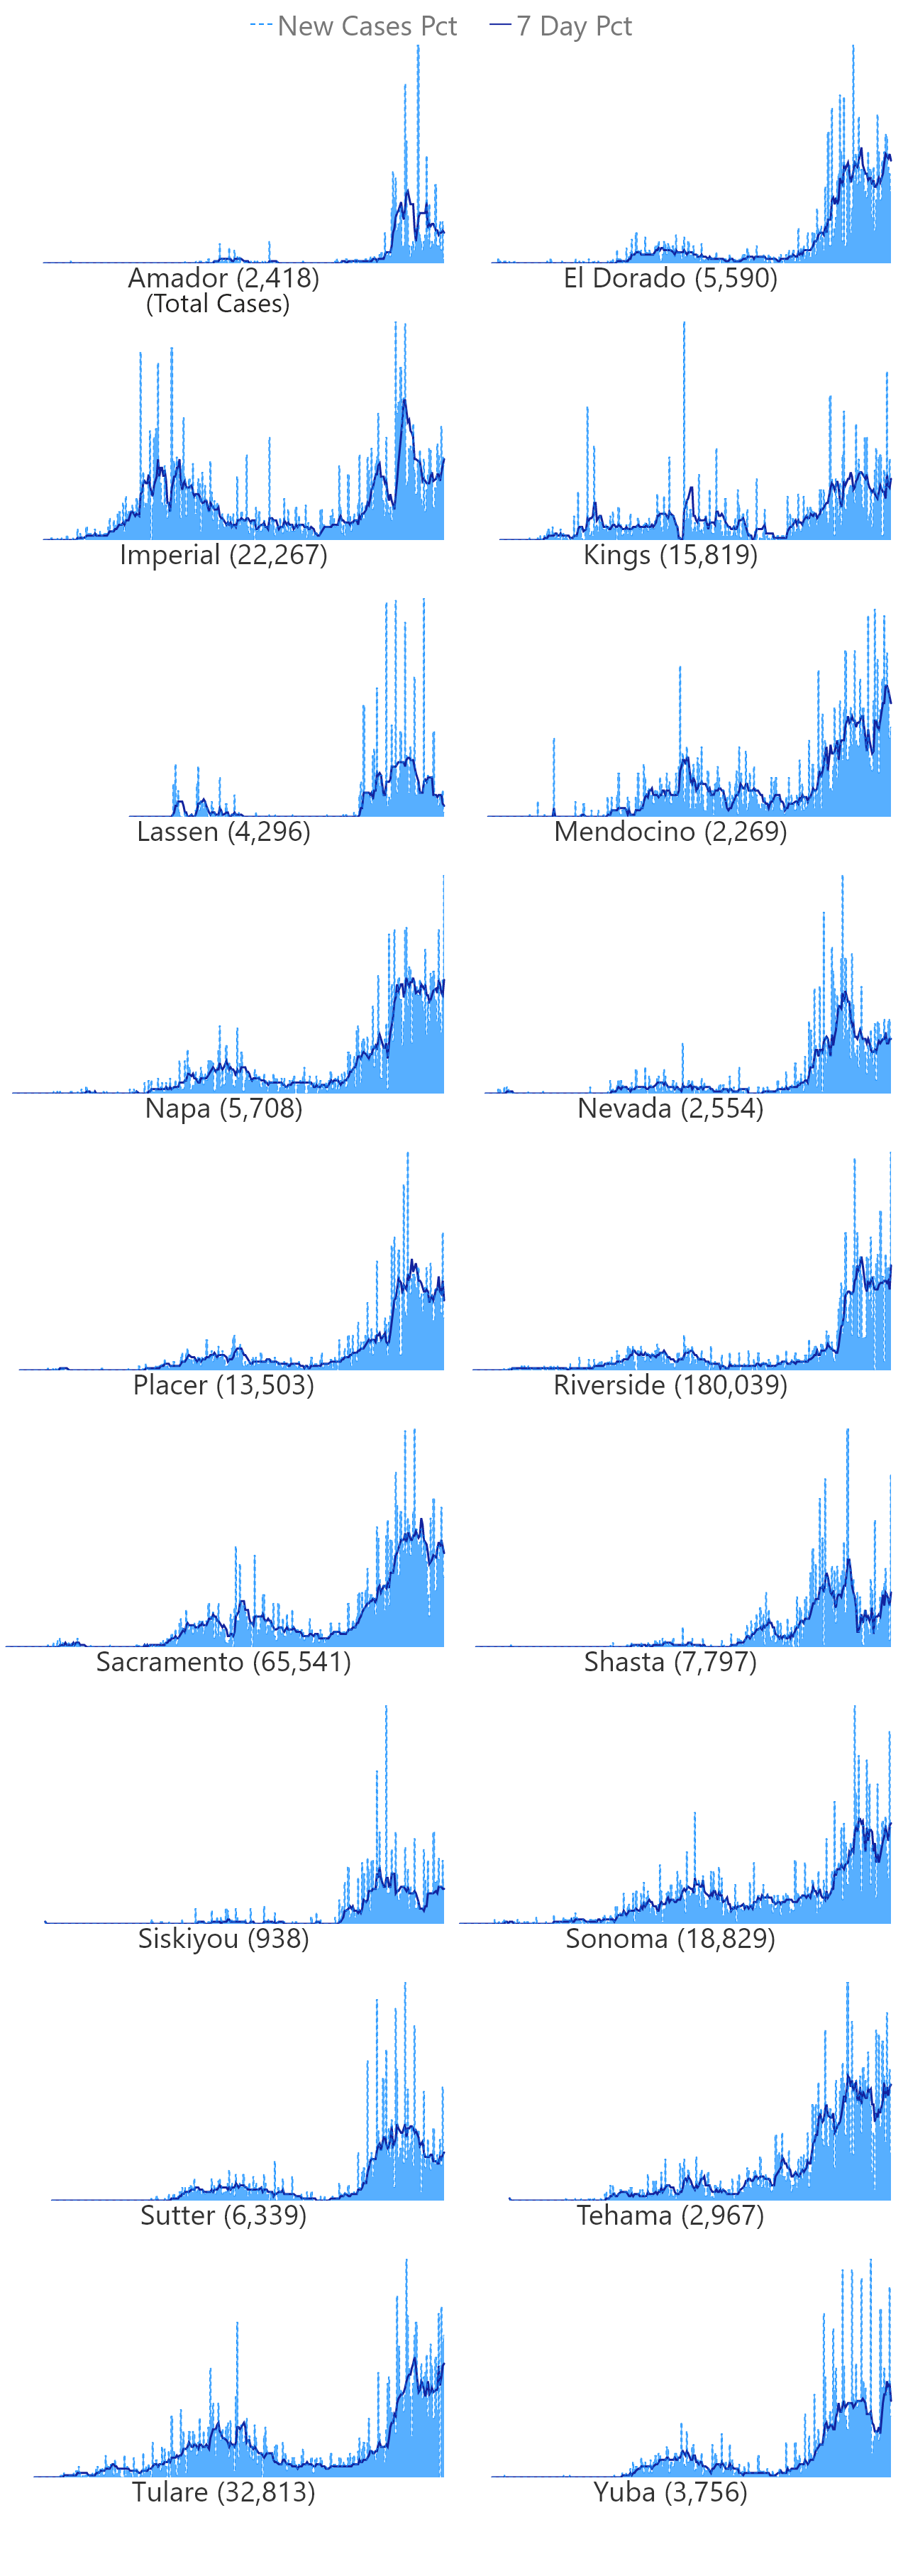 New Cases Pct 7 Day Pct
Amador (2,418) El Dorado (5,590)
(Total Cases)
Imperial (22,267) Kings (15,819)
Lassen (4,296) Mendocino (2,269)
Napa (5,708) Nevada (2,554)
Placer (13,503) Riverside (180,039)
Sacramento (65,541) Shasta (7,797)
Siskiyou (938) Sonoma (18,829)
Sutter (6,339) Tehama (2,967)
Tulare (32,813) Yuba (3,756)